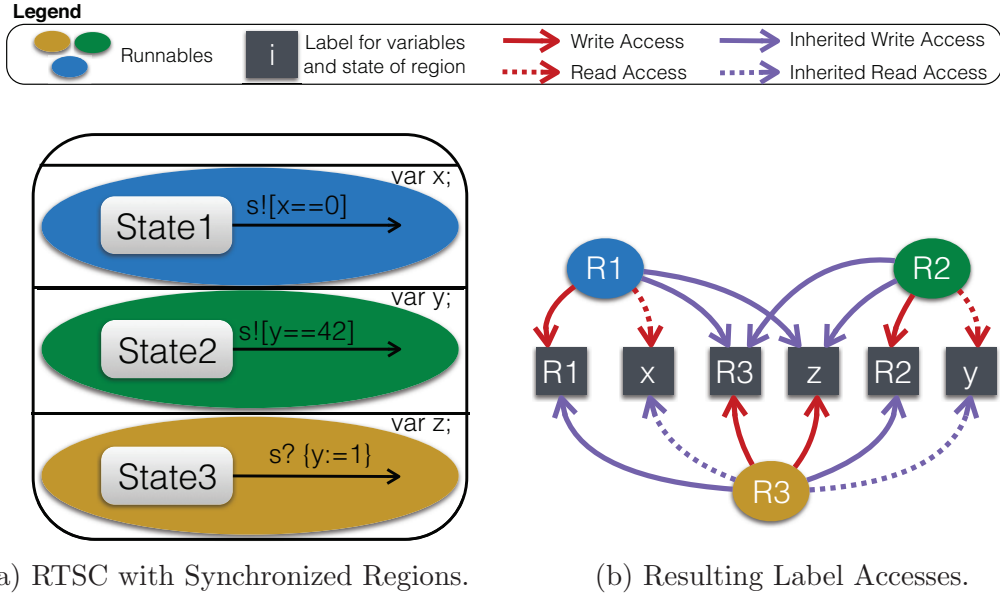 Legend
Runnables
i
Label for variables
and state of region
Write Access
Read Access
Inherited Write Access
Inherited Read Access
var x;
State1
s![x==0]
var y;
State2
s![y==42]
var z;
State3
s? {y:=1}
R1
R2
R1
x
R3
z
R2
y
R3
a) RTSC with Synchronized Regions.
(b) Resulting Label Accesses.